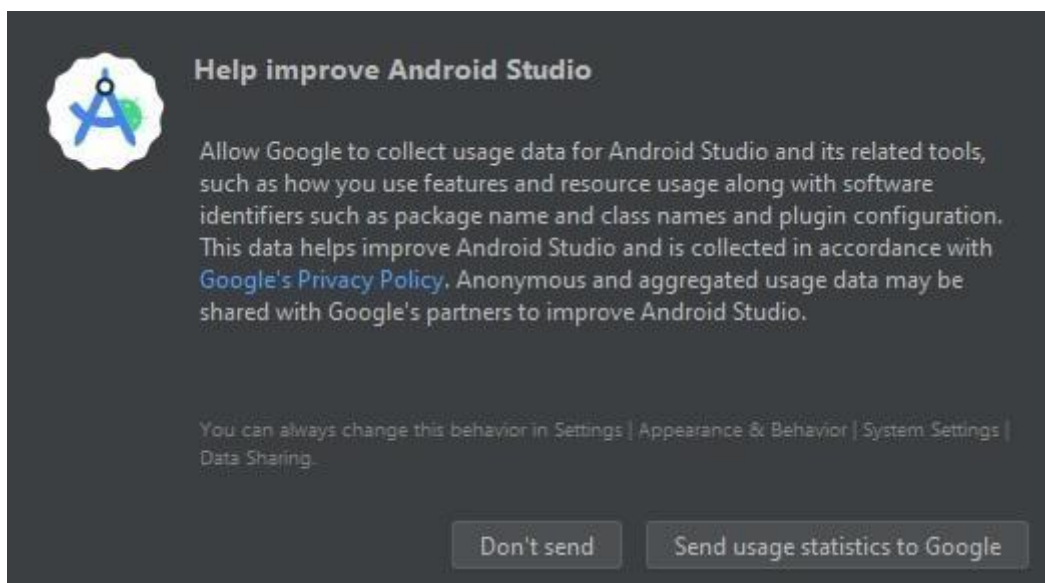 Help improve Android Studio
Allow Google to collect usage data for Android Studio and its related tools,
such as how you use features and resource usage along with software
identifiers such as package name and class names and plugin configuration.
This data helps improve Android Studio and is collected in accordance with
Google's Privacy Policy. Anonymous and aggregated usage data may be
shared with Google's partners to improve Android Studio.
You can always change this behavior in Settings | Appearance & Behavior | System Settings |
Data Sharing.
Don't send Send usage statistics to Google